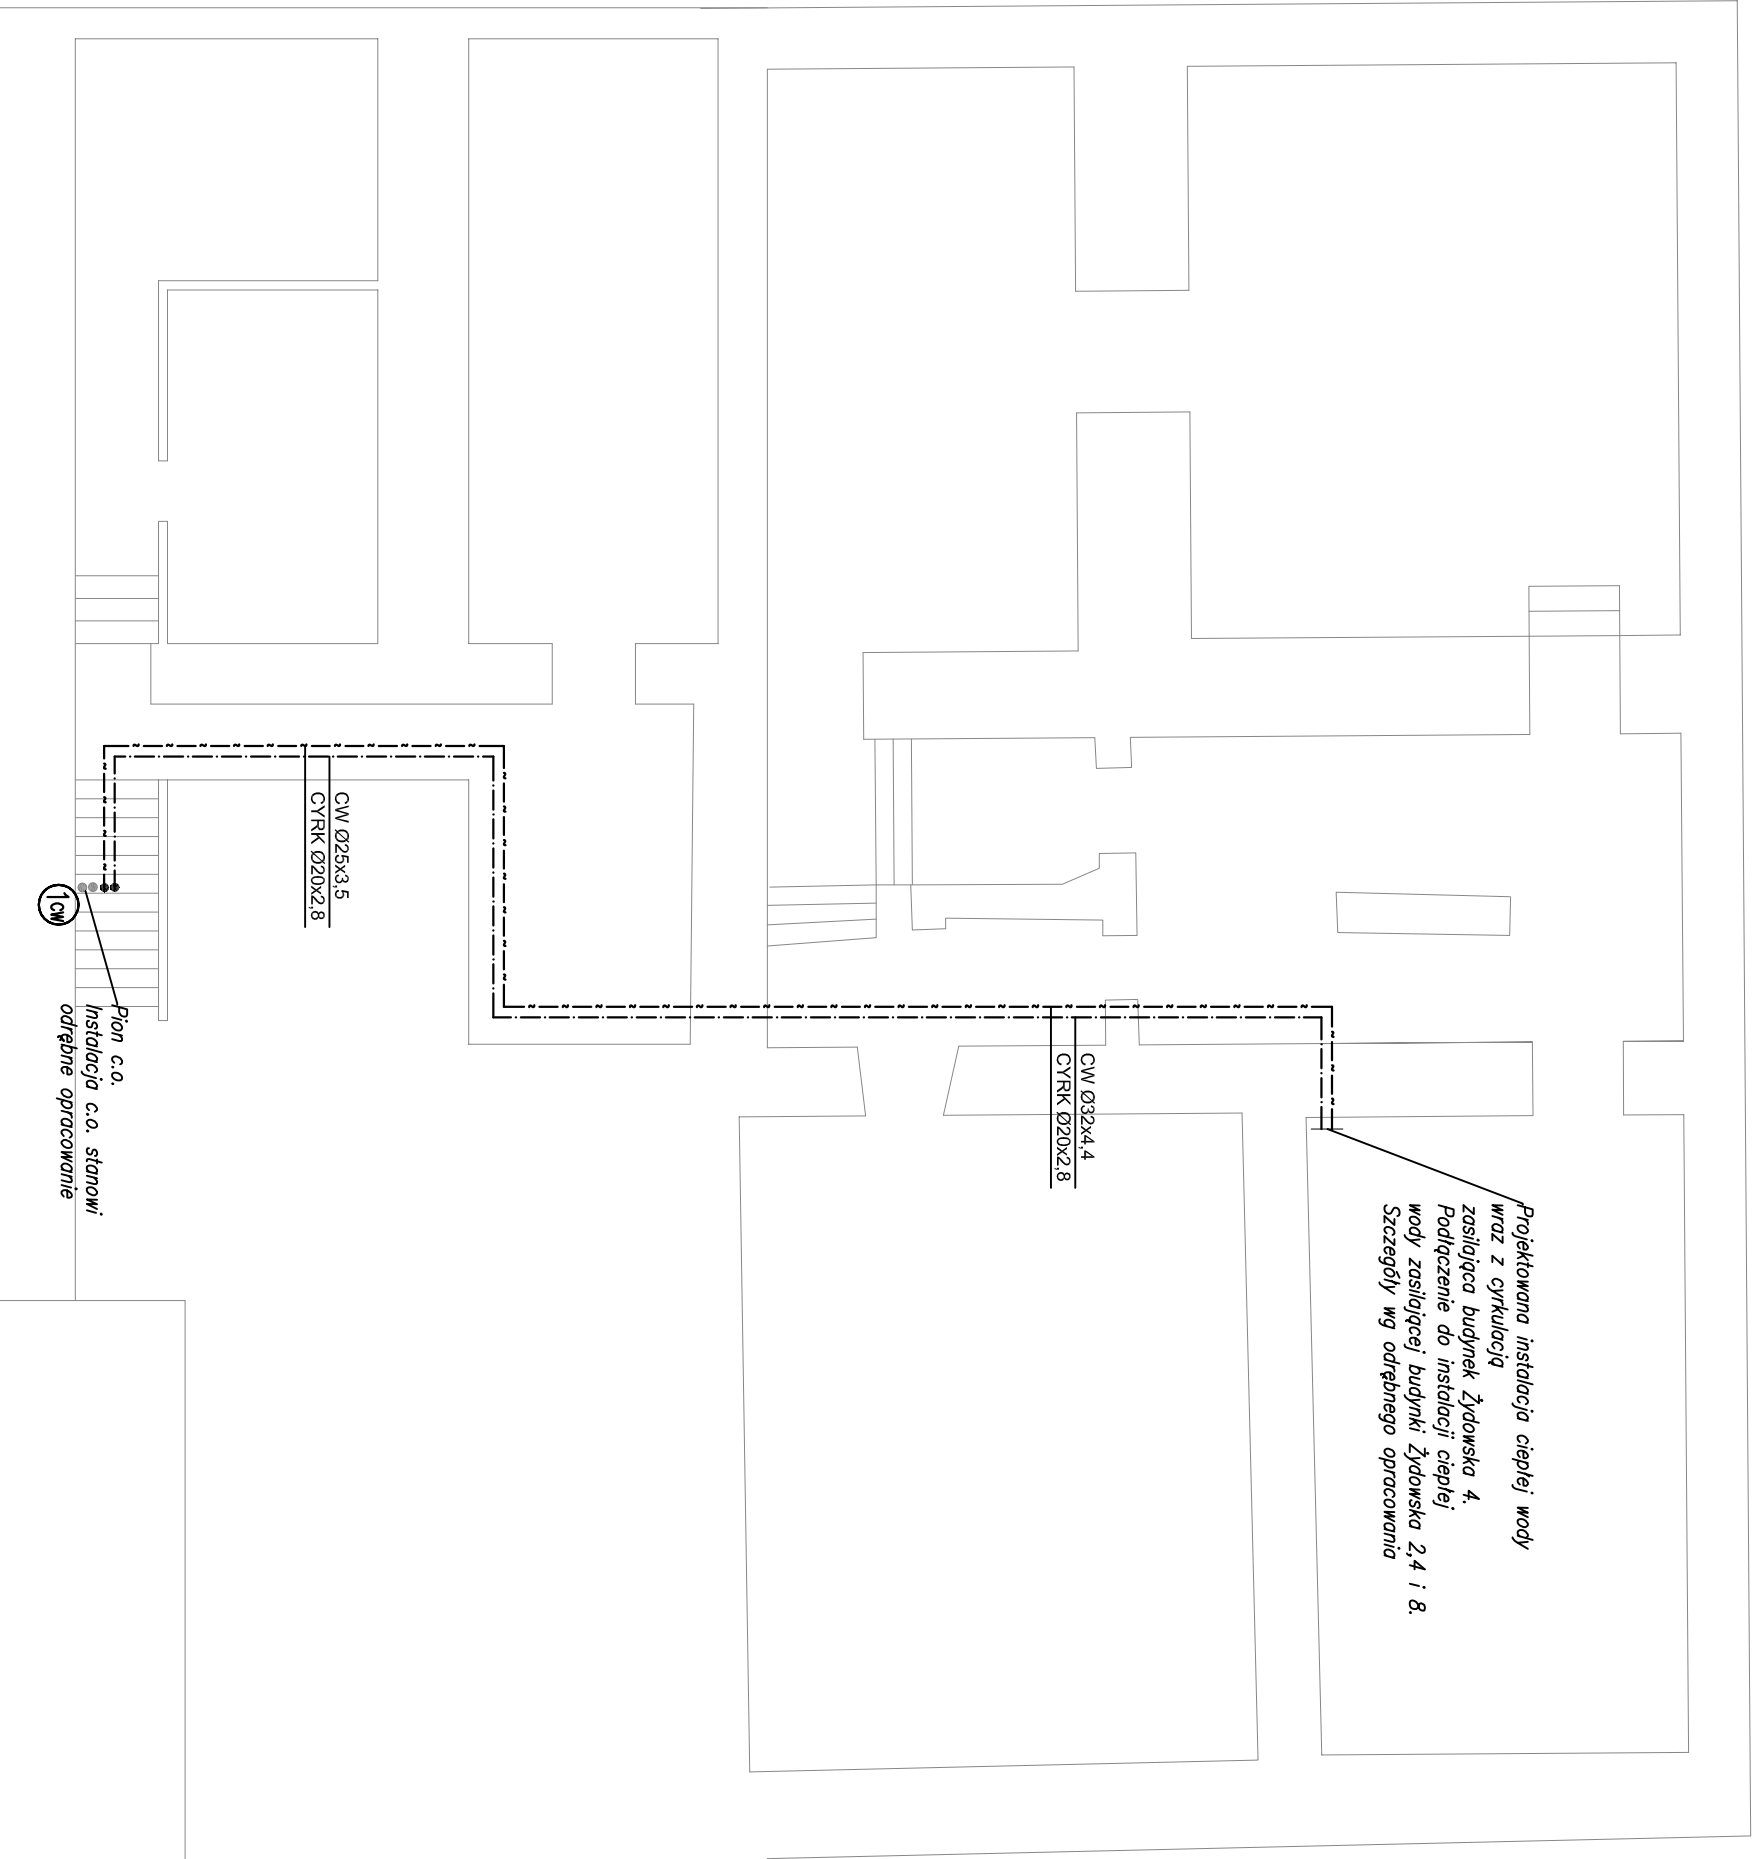 Projektowana instalacja ciepłej wody
wraz z cyrkulacją
zasilająca budynek Żydowska 4.
Podłączenie do instalacji ciepłej
wody zasilającej budynki Żydowska 2,4 i 8.
Szczegóły wg odrębnego opracowania
CW Ø32x4,4
CYRK Ø20x2,8
CW Ø25x3,5
CYRK Ø20x2,8
Pion c.o.
Instalacja c.o. stanowi
odrębne opracowanie
1cw